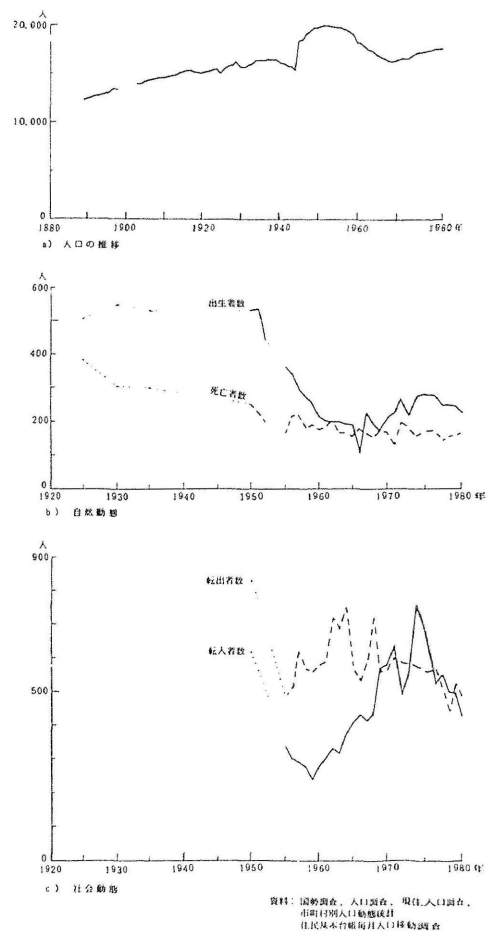 人
20,000
10,000
0
1880 1900 1920 1940 1960 1980年
a) 人口の推移
人
600
400
200
0
出生者数
死亡者数
1920 1930 1940 1950 1960 1970 1980年
b) 自然動態
人
900
500
0
転出者数
転入者数
1920 1930 1940 1950 1960 1970 1980年
c) 社会動態
資料: 国勢調査, 人口調査, 現住人口調査,
市町村別人口動態統計
住民基本台帳毎月人口移動調査